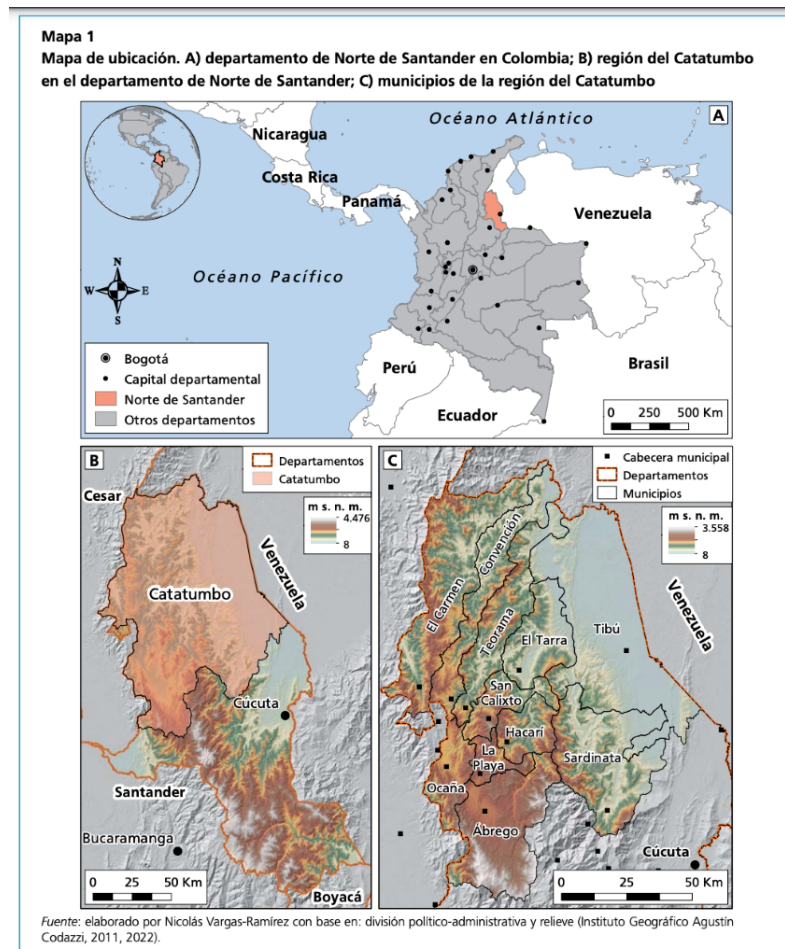 Mapa 1
Mapa de ubicación. A) departamento de Norte de Santander en Colombia; B) región del Catatumbo
en el departamento de Norte de Santander; C) municipios de la región del Catatumbo
A
Océano Atlántico
Nicaragua
Costa Rica
Panamá
Venezuela
Océano Pacífico
N
W
E
S
Perú
Brasil
Ecuador
Bogotá
Capital departamental
Norte de Santander
Otros departamentos
0 250 500 Km
B
Departamentos
Catatumbo
Cesar
m s. n. m.
4.476
8
Venezuela
Catatumbo
Cúcuta
Santander
Bucaramanga
Boyacá
0 25 50 Km
C
Cabecera municipal
Departamentos
Municipios
m s. n. m.
3.558
8
Convención
El Carmen
Teorama
El Tarra
Tibú
Venezuela
San
Calixto
Hacarí
La
Playa
Sardinata
Ocaña
Ábrego
Cúcuta
0 25 50 Km
Fuente: elaborado por Nicolás Vargas-Ramírez con base en: división político-administrativa y relieve (Instituto Geográfico Agustín
Codazzi, 2011, 2022).